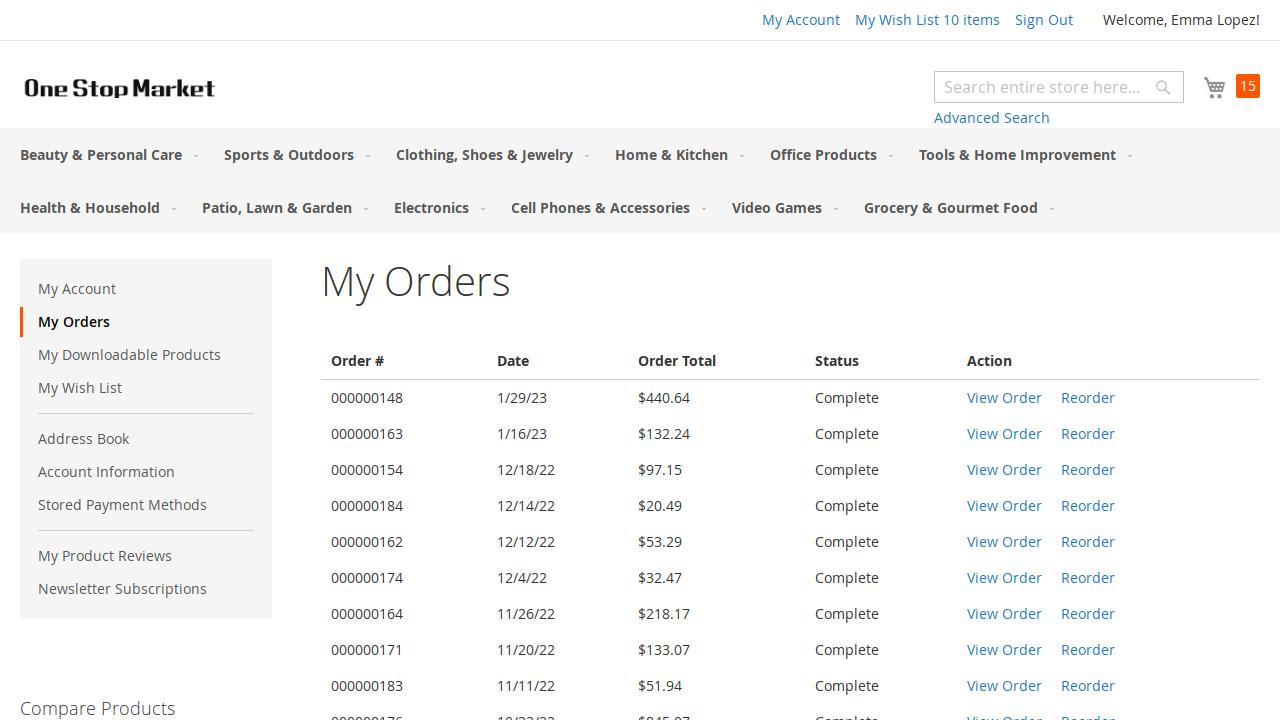 My Account My Wish List 10 items Sign Out Welcome, Emma Lopez!
One Stop Market
Search entire store here... 15
Advanced Search
Beauty & Personal Care Sports & Outdoors Clothing, Shoes & Jewelry Home & Kitchen Office Products Tools & Home Improvement
Health & Household Patio, Lawn & Garden Electronics Cell Phones & Accessories Video Games Grocery & Gourmet Food
My Account
My Orders
My Downloadable Products
My Wish List
Address Book
Account Information
Stored Payment Methods
My Product Reviews
Newsletter Subscriptions
Compare Products
My Orders
Order # Date Order Total Status Action
000000148 1/29/23 $440.64 Complete View Order Reorder
000000163 1/16/23 $132.24 Complete View Order Reorder
000000154 12/18/22 $97.15 Complete View Order Reorder
000000184 12/14/22 $20.49 Complete View Order Reorder
000000162 12/12/22 $53.29 Complete View Order Reorder
000000174 12/4/22 $32.47 Complete View Order Reorder
000000164 11/26/22 $218.17 Complete View Order Reorder
000000171 11/20/22 $133.07 Complete View Order Reorder
000000183 11/11/22 $51.94 Complete View Order Reorder